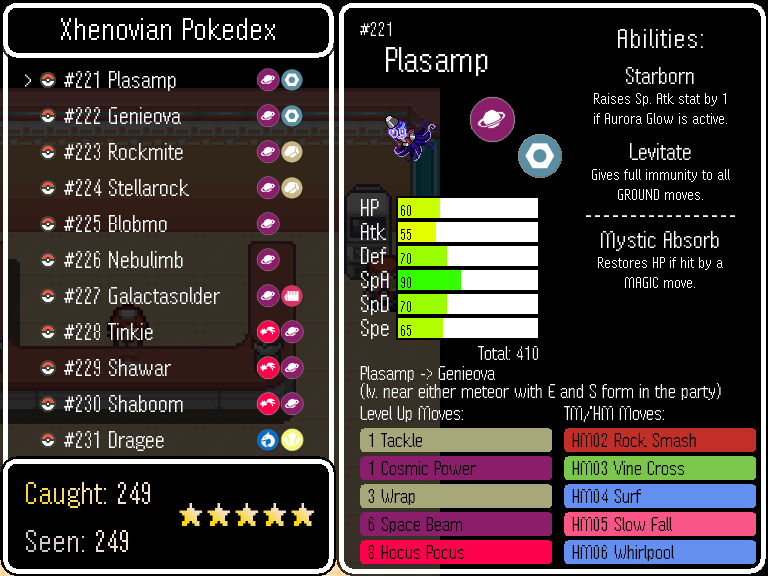 Xhenovian Pokedex
> #221 Plasamp
#222 Genieova
#223 Rockmite
#224 Stellarock
#225 Blobmo
#226 Nebulimb
#227 Galactasolder
#228 Tinkie
#229 Shawar
#230 Shaboom
#231 Dragee
Caught: 249
Seen: 249
#221
Plasamp
HP 60
Atk 55
Def 70
SpA 90
SpD 70
Spe 65
Total: 410
Abilities:
Starborn
Raises Sp. Atk stat by 1
if Aurora Glow is active.
Levitate
Gives full immunity to all
GROUND moves.
Mystic Absorb
Restores HP if hit by a
MAGIC move.
Plasamp -> Genieova
(lv. near either meteor with E and S form in the party)
Level Up Moves:
1 Tackle
1 Cosmic Power
3 Wrap
6 Space Beam
8 Hocus Pocus
TM/HM Moves:
HM02 Rock Smash
HM03 Vine Cross
HM04 Surf
HM05 Slow Fall
HM06 Whirlpool